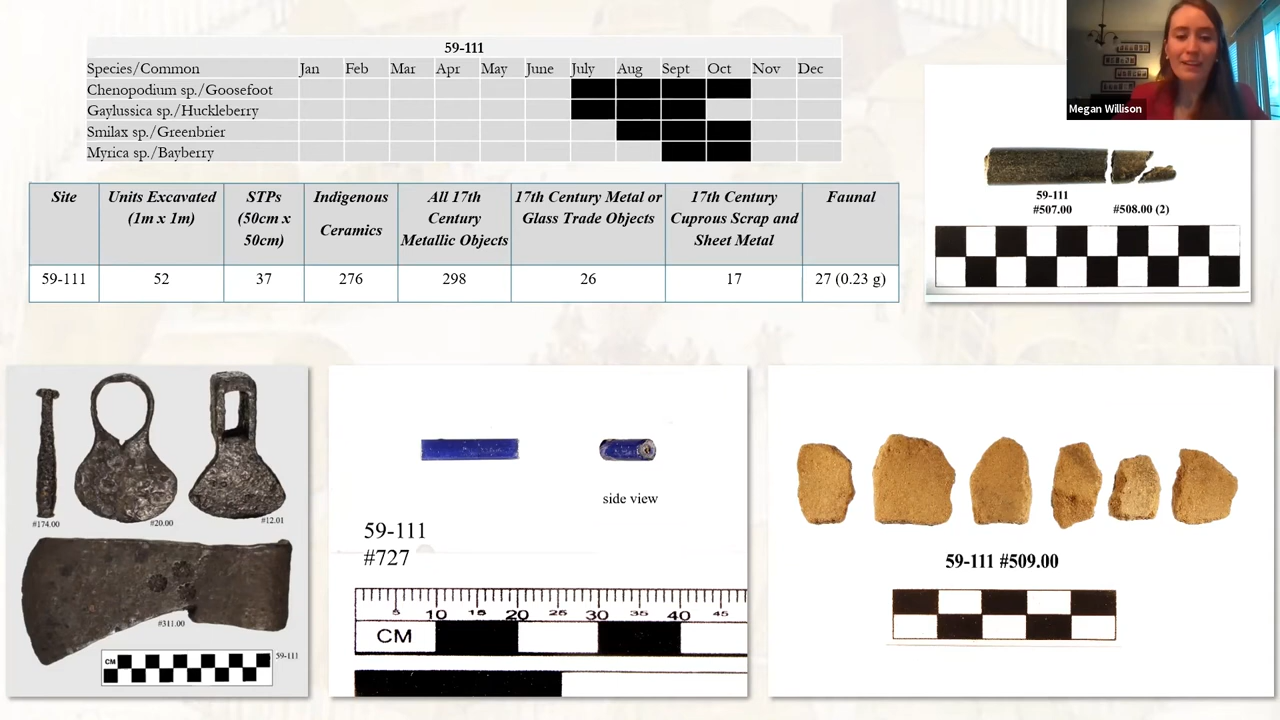 59-111
Species/Common Jan Feb Mar Apr May June July Aug Sept Oct Nov Dec
Chenopodium sp./Goosefoot
Gaylussica sp./Huckleberry
Smilax sp./Greenbrier
Myrica sp./Bayberry
Megan Willison
59-111
#507.00 #508.00 (2)
Site Units Excavated (1m x 1m) STPs (50cm x 50cm) Indigenous Ceramics All 17th Century Metallic Objects 17th Century Metal or Glass Trade Objects 17th Century Cuprous Scrap and Sheet Metal Faunal
59-111 52 37 276 298 26 17 27 (0.23 g)
#174.00 #20.00 #12.01
#311.00
CM 59-111
side view
59-111
#727
5 10 15 20 25 30 35 40 45
CM
59-111 #509.00